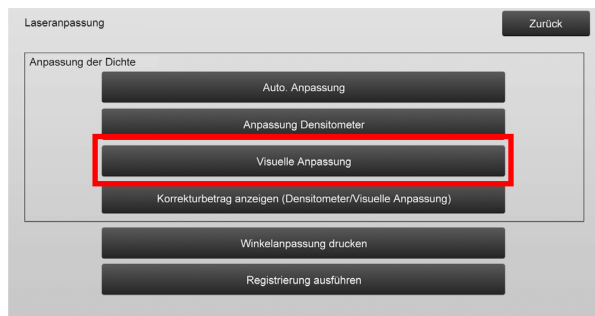 Laseranpassung
Zurück
Anpassung der Dichte
Auto. Anpassung
Anpassung Densitometer
Visuelle Anpassung
Korrekturbetrag anzeigen (Densitometer/Visuelle Anpassung)
Winkelanpassung drucken
Registrierung ausführen